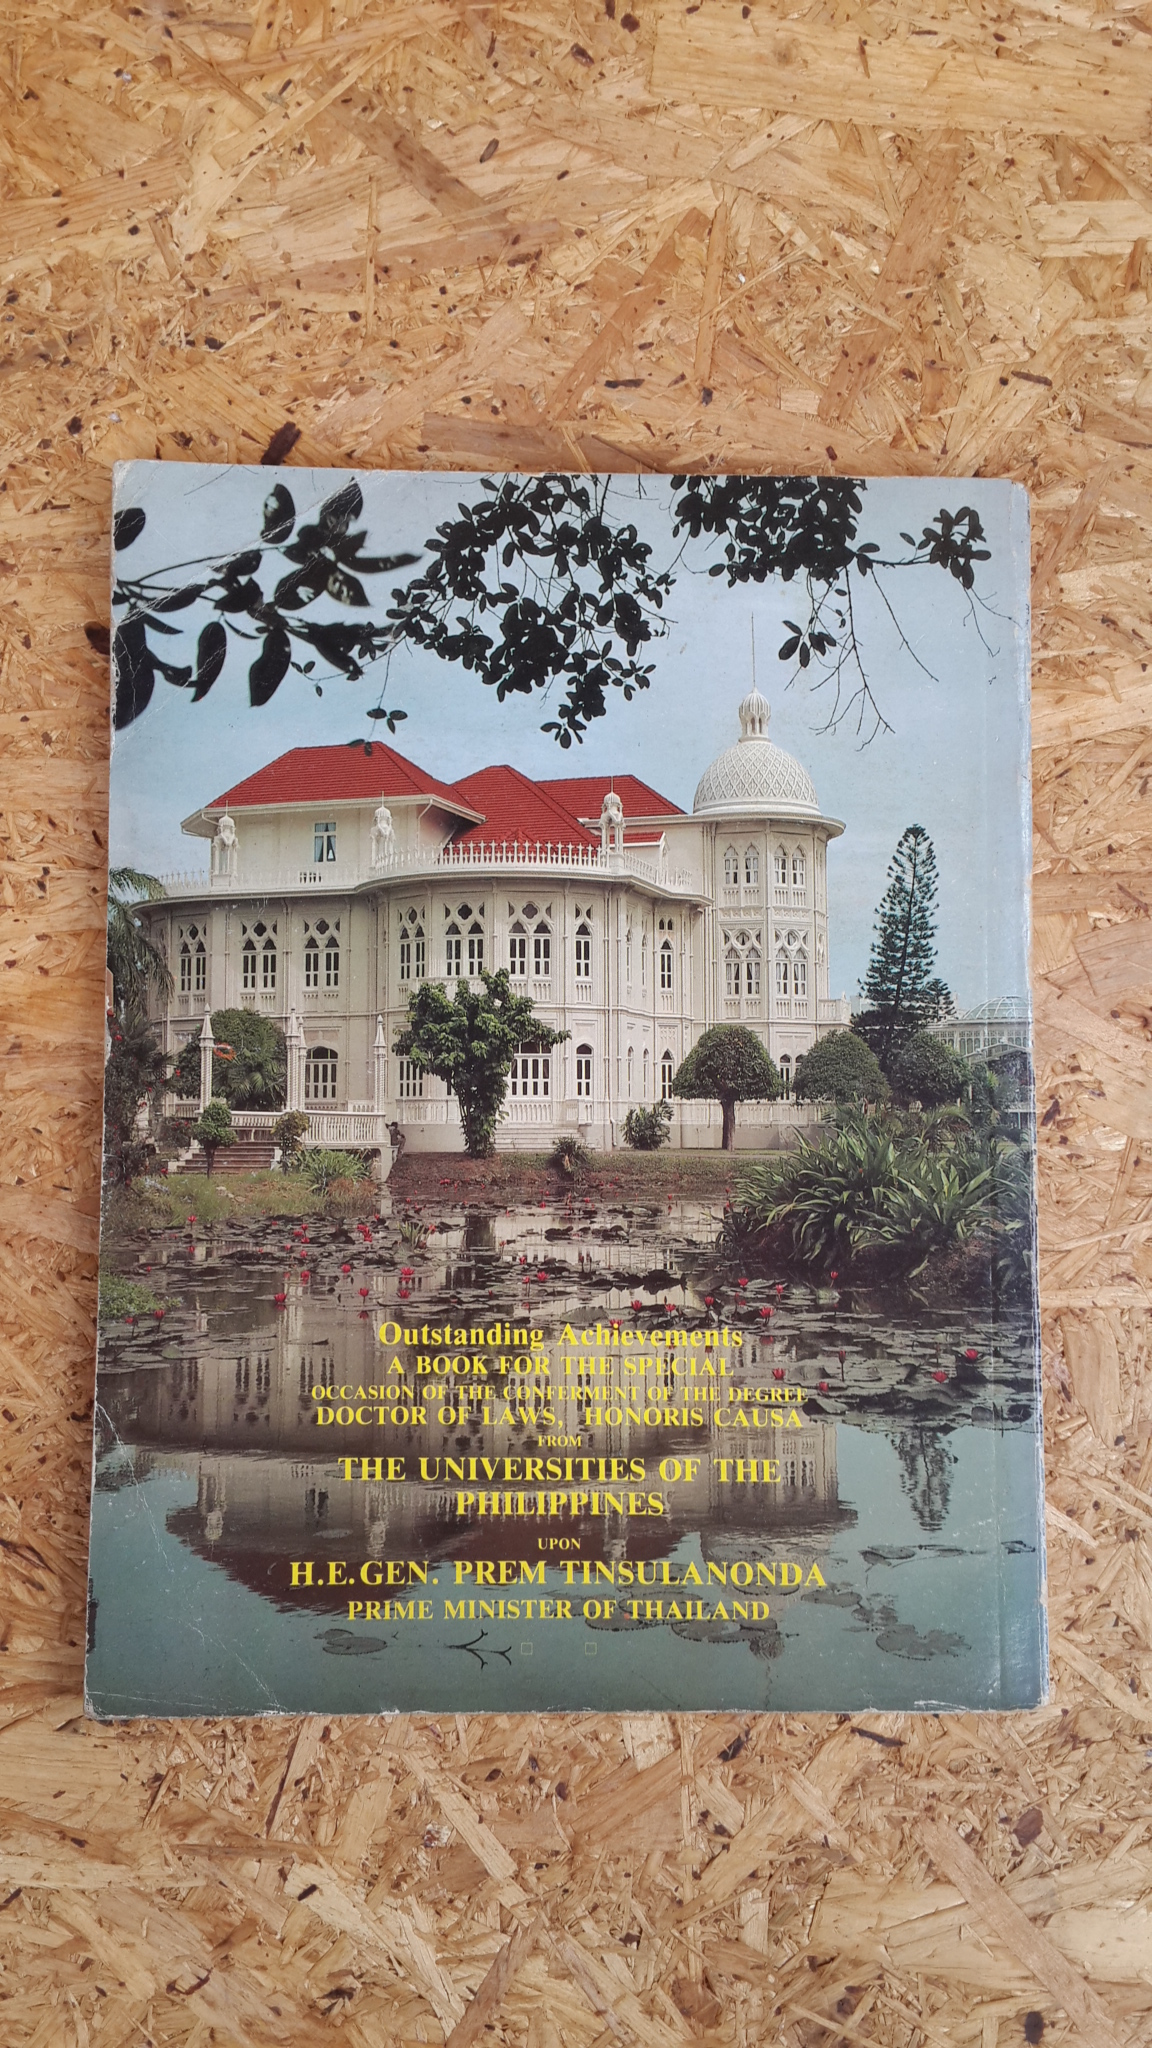 Outstanding Achievements
A BOOK FOR THE SPECIAL
OCCASION OF THE CONFERMENT OF THE DEGREE
DOCTOR OF LAWS, HONORIS CAUSA
FROM
THE UNIVERSITIES OF THE
PHILIPPINES
UPON
H.E.GEN. PREM TINSULANONDA
PRIME MINISTER OF THAILAND